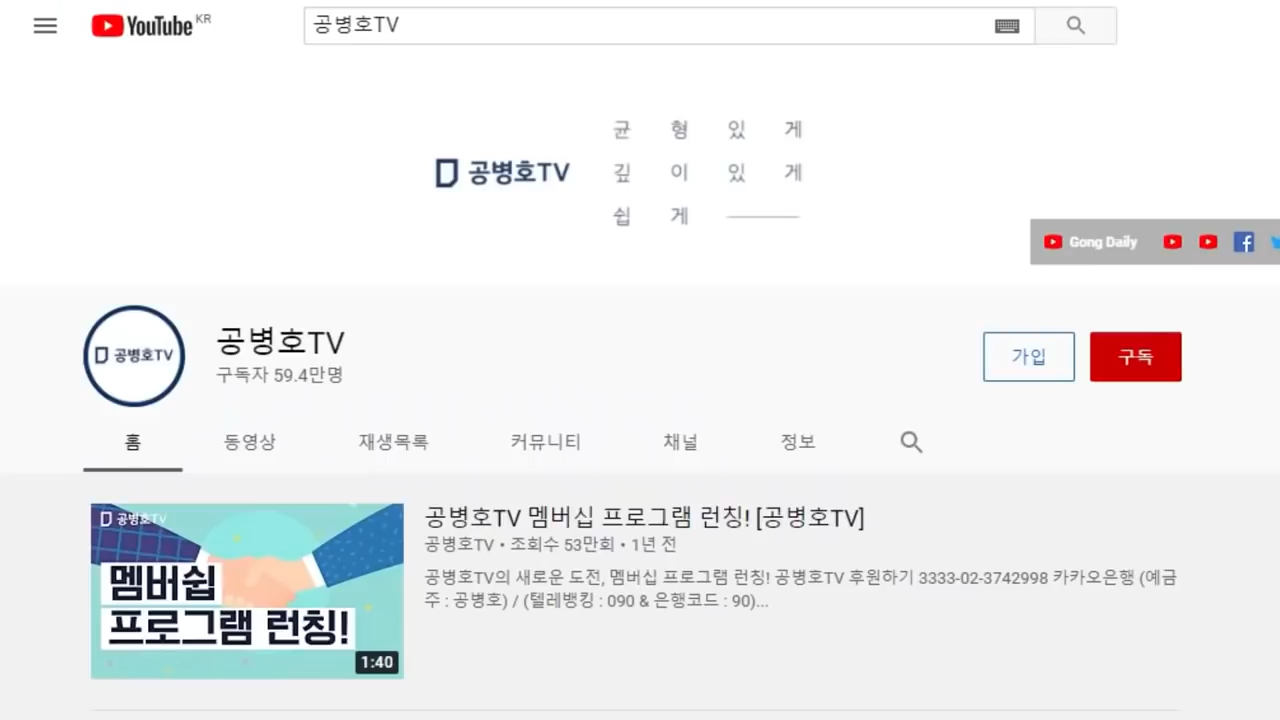 YouTube KR
공병호TV
공병호TV
균 형 있 게
깊 이 있 게
쉽 게
Gong Daily
공병호TV
공병호TV
구독자 59.4만명
가입
구독
홈 동영상 재생목록 커뮤니티 채널 정보
공병호TV
멤버쉽
프로그램 런칭!
1:40
공병호TV 멤버십 프로그램 런칭! [공병호TV]
공병호TV • 조회수 53만회 • 1년 전
공병호TV의 새로운 도전, 멤버십 프로그램 런칭! 공병호TV 후원하기 3333-02-3742998 카카오은행 (예금
주 : 공병호) / (텔레뱅킹 : 090 & 은행코드 : 90)...